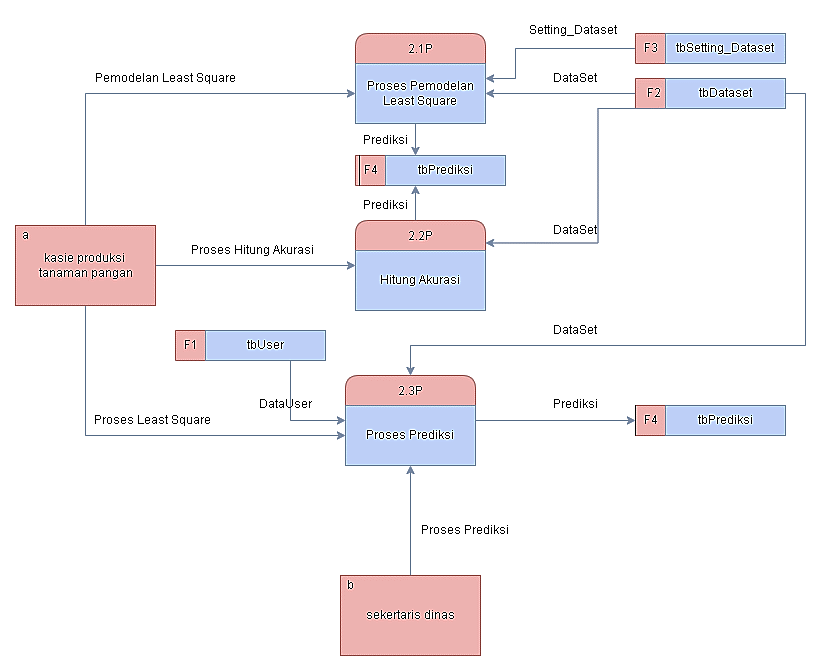 Setting_Dataset
2.1P
F3
tbSetting_Dataset
Pemodelan Least Square
Proses Pemodelan
Least Square
DataSet
F2
tbDataset
Prediksi
F4
tbPrediksi
Prediksi
a
kasie produksi
tanaman pangan
Proses Hitung Akurasi
2.2P
DataSet
Hitung Akurasi
F1
tbUser
DataSet
2.3P
DataUser
Proses Least Square
Proses Prediksi
Prediksi
F4
tbPrediksi
Proses Prediksi
b
sekertaris dinas